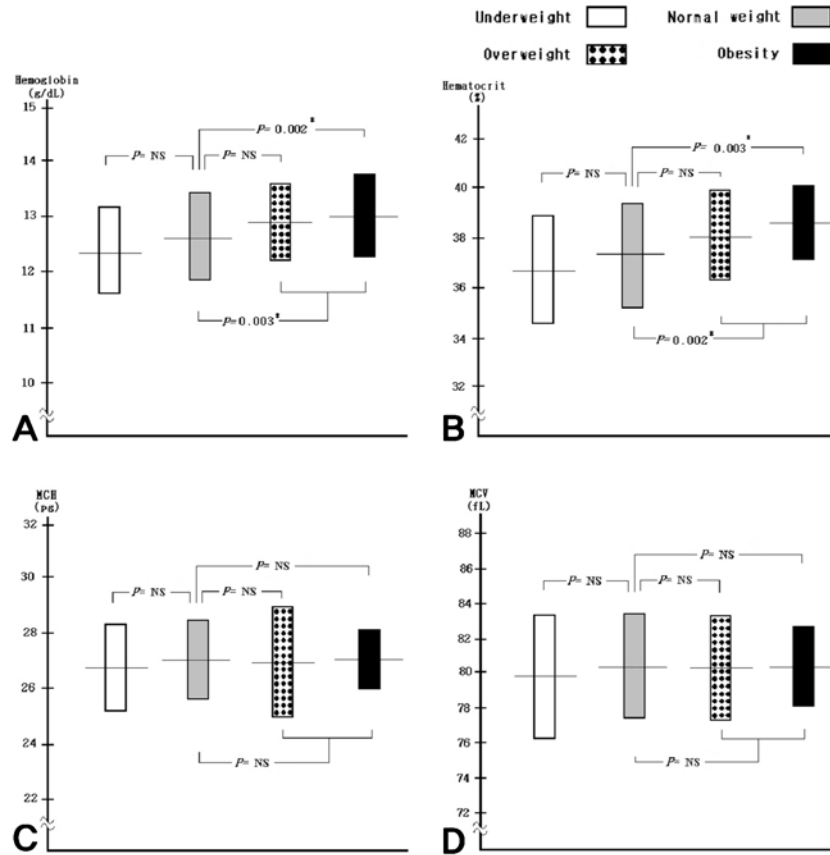 Underweight
Normal weight
Overweight
Obesity
Hemoglobin
(g/dL)
15
14
13
12
11
10
P= NS
P= NS
P= 0.002*
P=0.003*
A
Hematocrit
(%)
42
40
38
36
34
32
P= NS
P= NS
P= 0.003*
P=0.002*
B
MCH
(pg)
32
30
28
26
24
22
P= NS
P= NS
P= NS
P= NS
C
MCV
(fL)
88
84
82
80
78
76
74
72
P= NS
P= NS
P= NS
P= NS
D